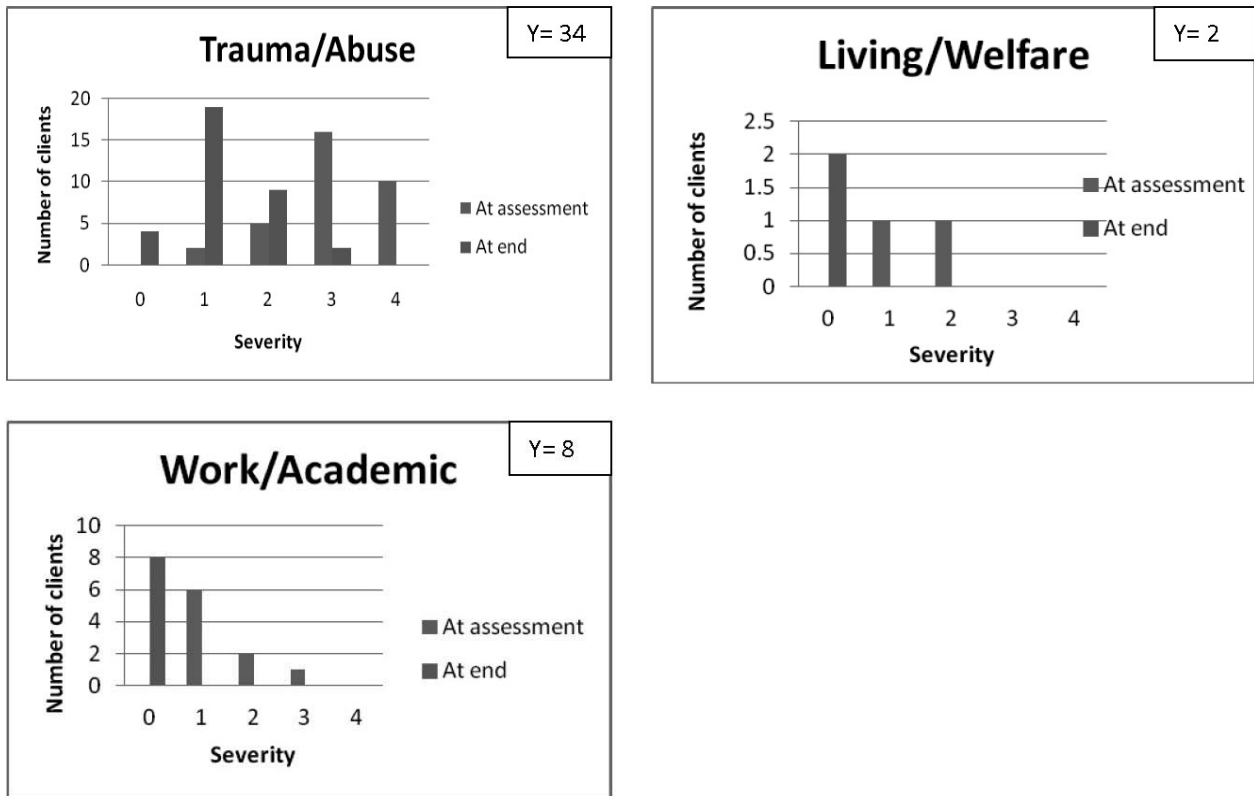 Y= 34
Trauma/Abuse
Number of clients
20
15
10
5
0
0 1 2 3 4
Severity
At assessment
At end
Y= 2
Living/Welfare
Number of clients
2.5
2
1.5
1
0.5
0
0 1 2 3 4
Severity
At assessment
At end
Y= 8
Work/Academic
Number of clients
10
8
6
4
2
0
0 1 2 3 4
Severity
At assessment
At end